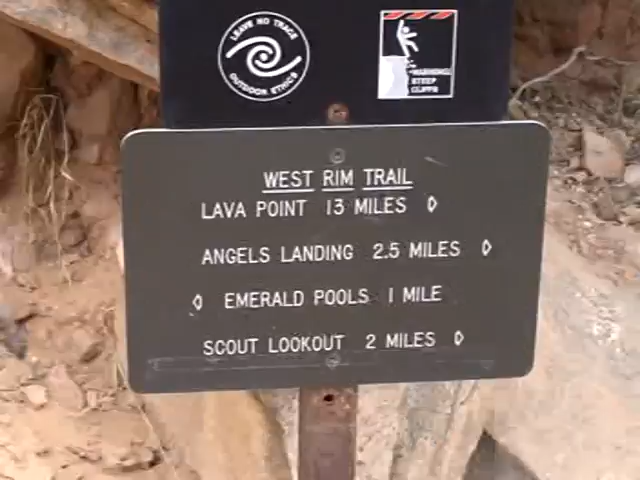 LEAVE NO TRACE
OUTDOOR ETHICS
WARNING
STEEP
CLIFFS
WEST RIM TRAIL
LAVA POINT 13 MILES
ANGELS LANDING 2.5 MILES
EMERALD POOLS 1 MILE
SCOUT LOOKOUT 2 MILES